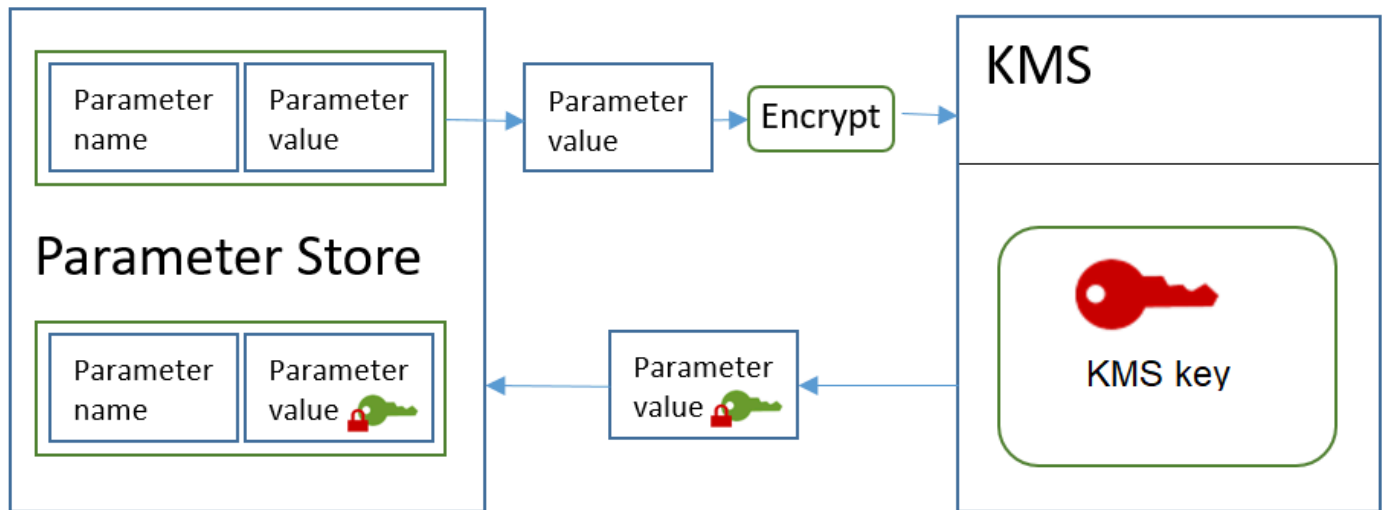 Parameter
name
Parameter
value
Parameter
value
Encrypt
KMS
Parameter Store
KMS key
Parameter
name
Parameter
value
Parameter
value